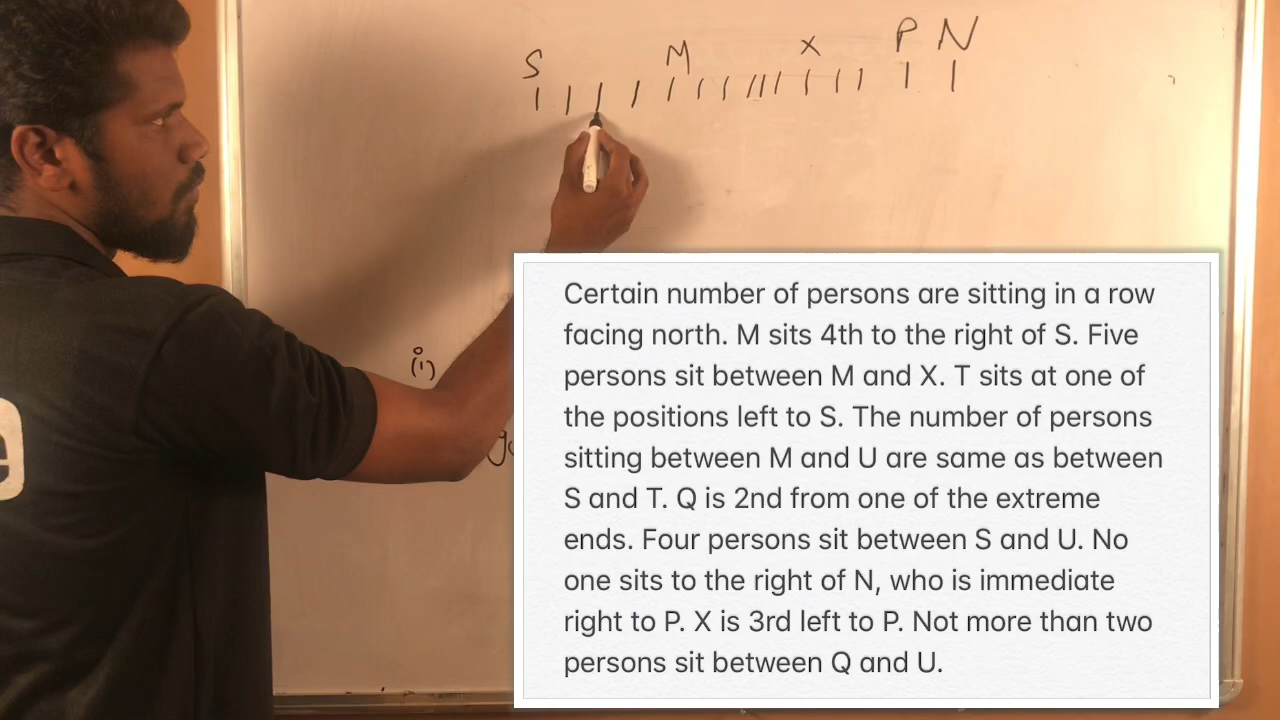 P N
X
M
S
(i)
Certain number of persons are sitting in a row
facing north. M sits 4th to the right of S. Five
persons sit between M and X. T sits at one of
the positions left to S. The number of persons
sitting between M and U are same as between
S and T. Q is 2nd from one of the extreme
ends. Four persons sit between S and U. No
one sits to the right of N, who is immediate
right to P. X is 3rd left to P. Not more than two
persons sit between Q and U.